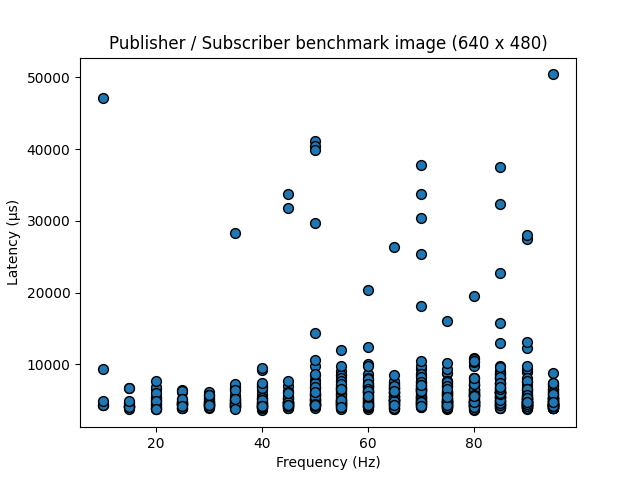 Publisher / Subscriber benchmark image (640 x 480)
50000
40000
30000
20000
10000
Latency (μs)
20 40 60 80
Frequency (Hz)